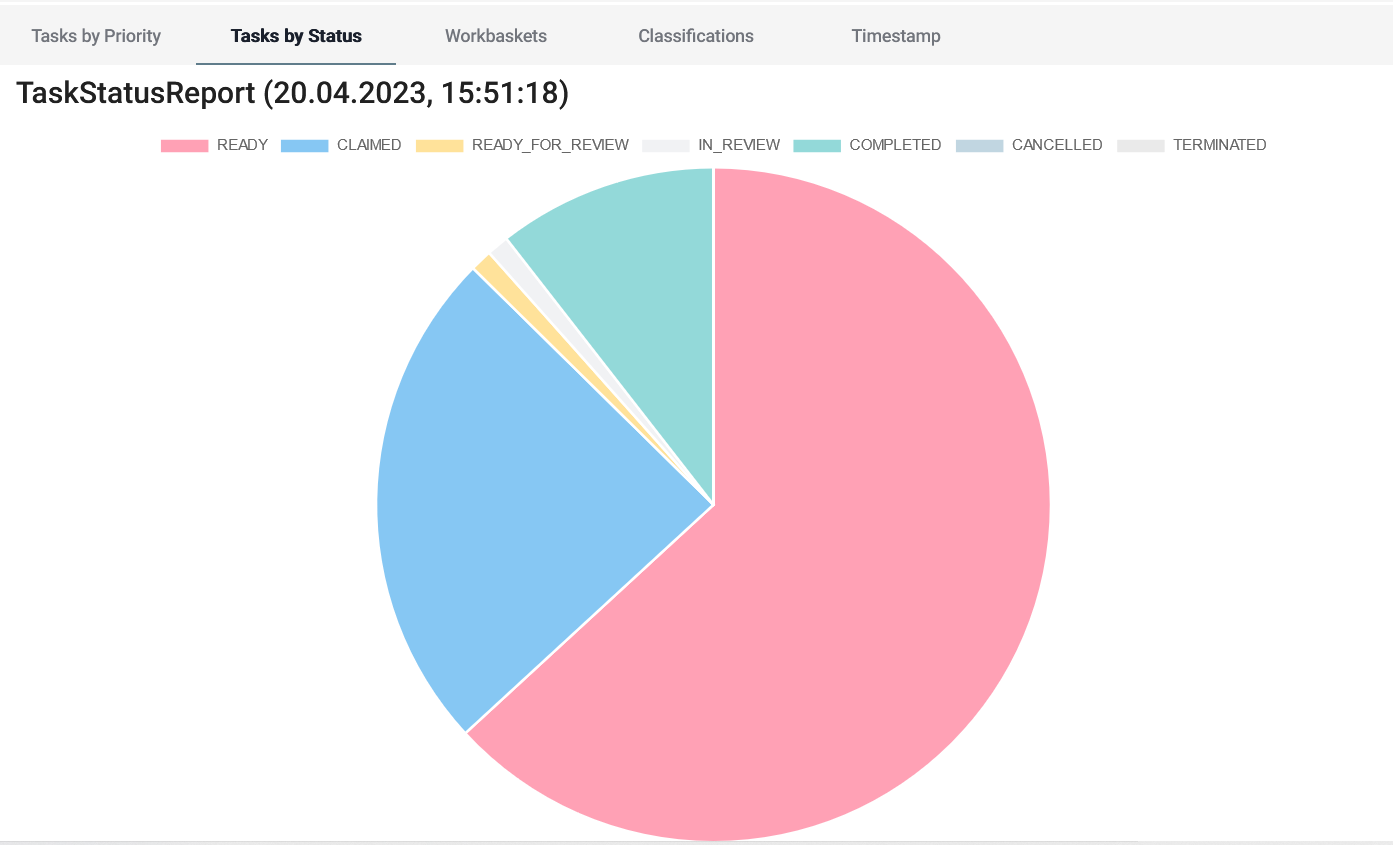 Tasks by Priority Tasks by Status Workbaskets Classifications Timestamp
TaskStatusReport (20.04.2023, 15:51:18)
READY CLAIMED READY_FOR_REVIEW IN_REVIEW COMPLETED CANCELLED TERMINATED